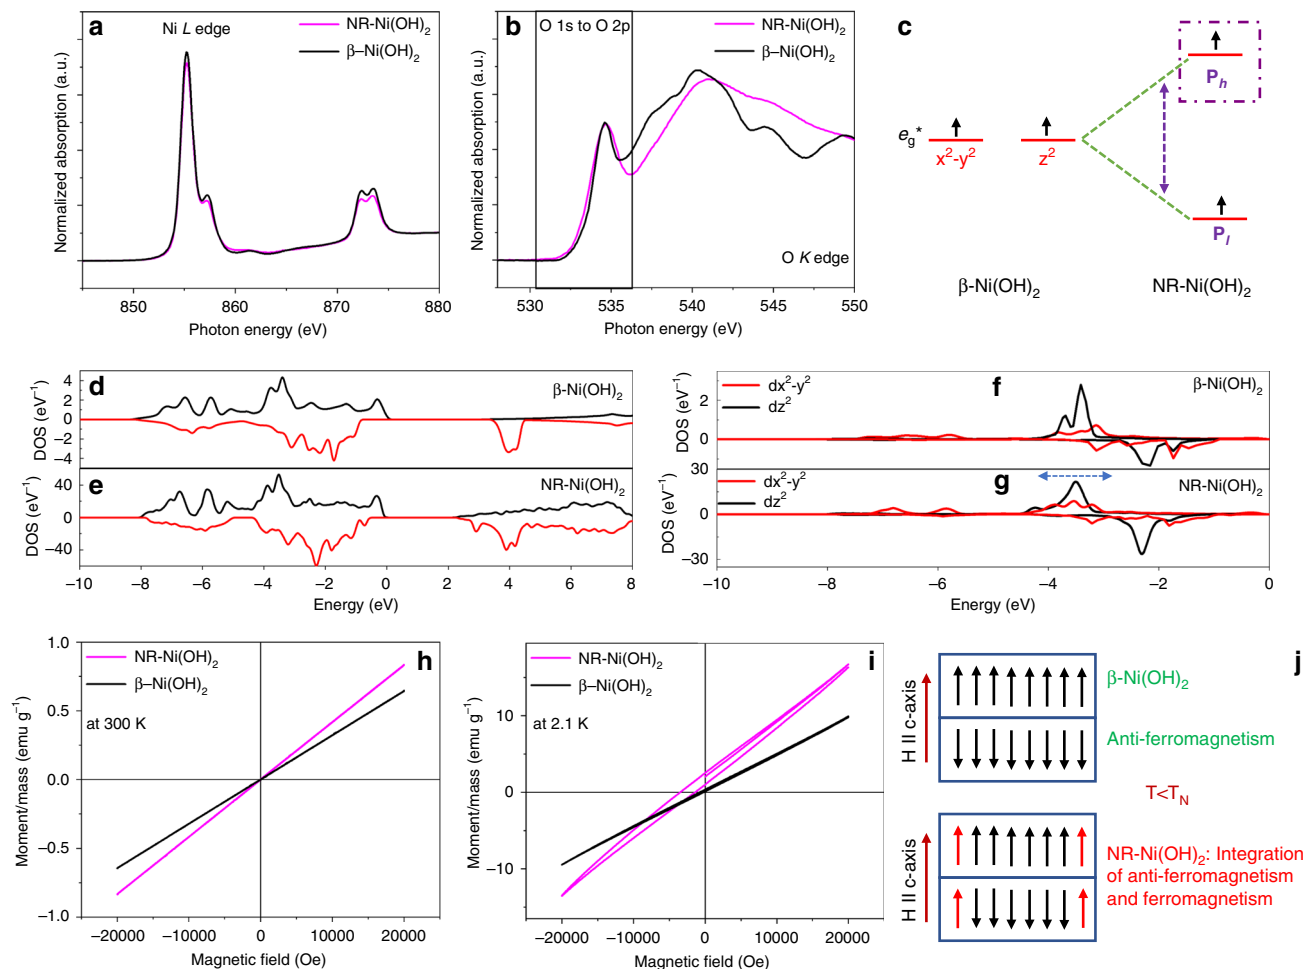 a
Ni L edge
NR-Ni(OH)2
β–Ni(OH)2
Normalized absorption (a.u.)
850 860 870 880
Photon energy (eV)
b
O 1s to O 2p
NR-Ni(OH)2
β–Ni(OH)2
Normalized absorption (a.u.)
O K edge
530 540 550
Photon energy (eV)
c
eg*
x²-y²
z²
Ph
Pl
β-Ni(OH)2
NR-Ni(OH)2
d
β-Ni(OH)2
DOS (eV⁻¹)
4
2
0
−2
−4
e
NR-Ni(OH)2
DOS (eV⁻¹)
40
0
−40
−10 −8 −6 −4 −2 0 2 4 6 8
Energy (eV)
f
dx²-y²
dz²
β-Ni(OH)2
DOS (eV⁻¹)
2
0
g
dx²-y²
dz²
NR-Ni(OH)2
DOS (eV⁻¹)
30
0
−30
−10 −8 −6 −4 −2 0
Energy (eV)
h
NR-Ni(OH)2
β–Ni(OH)2
at 300 K
Moment/mass (emu g⁻¹)
1.0
0.5
0.0
−0.5
−1.0
−20000 −10000 0 10000 20000
Magnetic field (Oe)
i
NR-Ni(OH)2
β–Ni(OH)2
at 2.1 K
Moment/mass (emu g⁻¹)
10
0
−10
−20000 −10000 0 10000 20000
Magnetic field (Oe)
j
H II c-axis
β-Ni(OH)2
Anti-ferromagnetism
T<TN
H II c-axis
NR-Ni(OH)2: Integration
of anti-ferromagnetism
and ferromagnetism